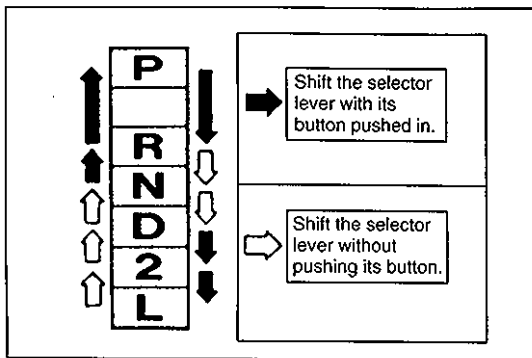 P
R
N
D
2
L
Shift the selector
lever with its
button pushed in.
Shift the selector
lever without
pushing its button.